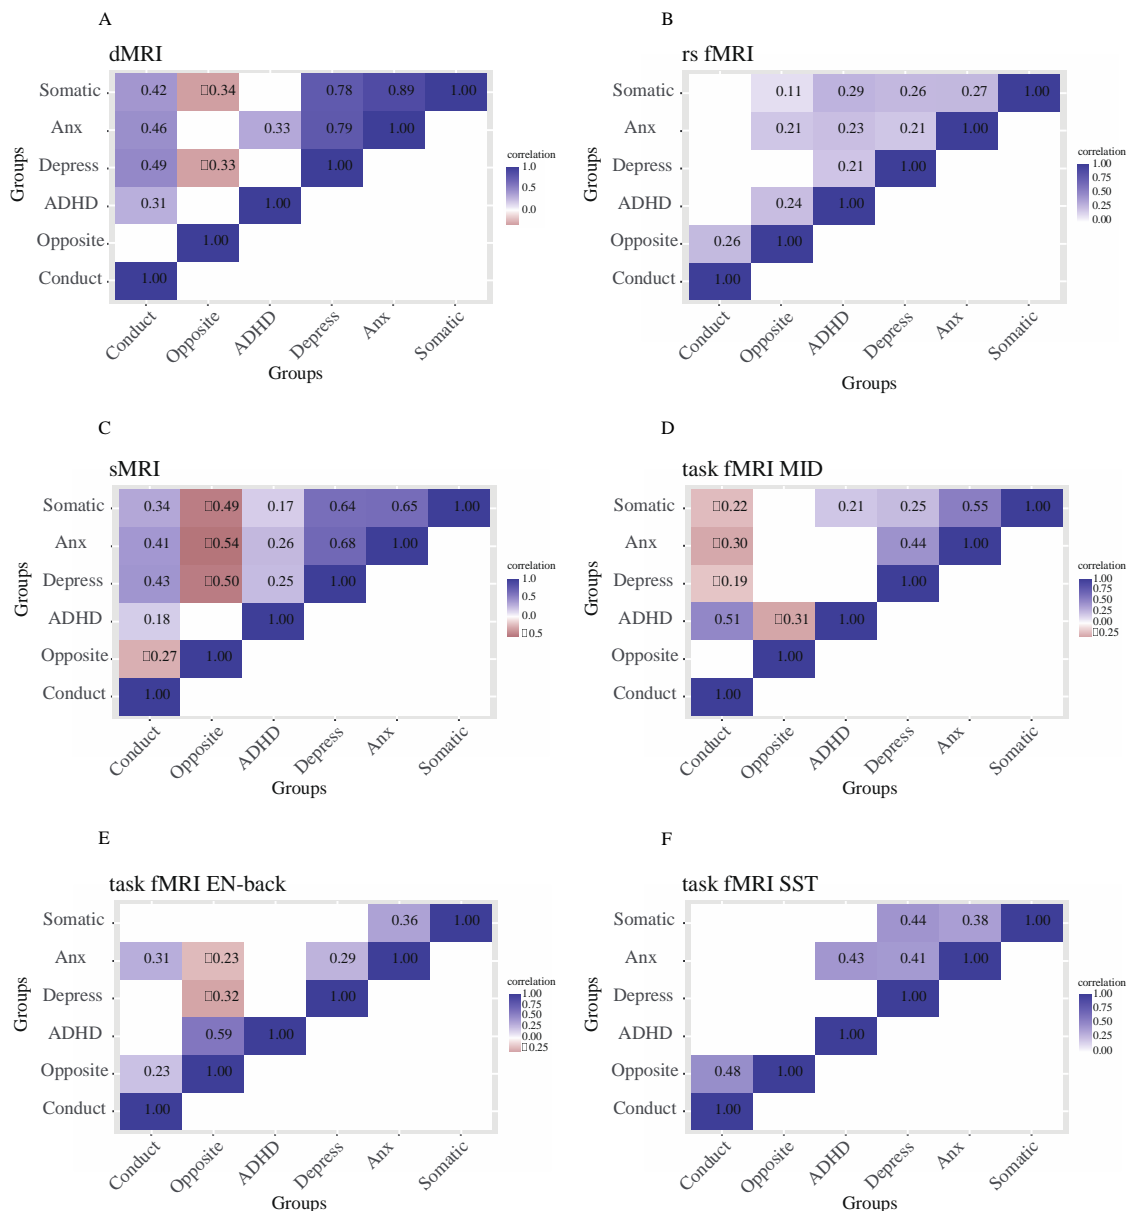 A
dMRI
Somatic 0.42 □0.34 0.78 0.89 1.00
Anx 0.46 0.33 0.79 1.00
Depress 0.49 □0.33 1.00
ADHD 0.31 1.00
Opposite 1.00
Conduct 1.00
Groups
Conduct Opposite ADHD Depress Anx Somatic
Groups
correlation
1.0
0.5
0.0
B
rs fMRI
Somatic 0.11 0.29 0.26 0.27 1.00
Anx 0.21 0.23 0.21 1.00
Depress 0.21 1.00
ADHD 0.24 1.00
Opposite 0.26 1.00
Conduct 1.00
Groups
Conduct Opposite ADHD Depress Anx Somatic
Groups
correlation
1.00
0.75
0.50
0.25
0.00
C
sMRI
Somatic 0.34 □0.49 0.17 0.64 0.65 1.00
Anx 0.41 □0.54 0.26 0.68 1.00
Depress 0.43 □0.50 0.25 1.00
ADHD 0.18 1.00
Opposite □0.27 1.00
Conduct 1.00
Groups
Conduct Opposite ADHD Depress Anx Somatic
Groups
correlation
1.0
0.5
0.0
□0.5
D
task fMRI MID
Somatic □0.22 0.21 0.25 0.55 1.00
Anx □0.30 0.44 1.00
Depress □0.19 1.00
ADHD 0.51 □0.31 1.00
Opposite 1.00
Conduct 1.00
Groups
Conduct Opposite ADHD Depress Anx Somatic
Groups
correlation
1.00
0.75
0.50
0.25
0.00
□0.25
E
task fMRI EN-back
Somatic 0.36 1.00
Anx 0.31 □0.23 0.29 1.00
Depress □0.32 1.00
ADHD 0.59 1.00
Opposite 0.23 1.00
Conduct 1.00
Groups
Conduct Opposite ADHD Depress Anx Somatic
Groups
correlation
1.00
0.75
0.50
0.25
0.00
□0.25
F
task fMRI SST
Somatic 0.44 0.38 1.00
Anx 0.43 0.41 1.00
Depress 1.00
ADHD 1.00
Opposite 0.48 1.00
Conduct 1.00
Groups
Conduct Opposite ADHD Depress Anx Somatic
Groups
correlation
1.00
0.75
0.50
0.25
0.00